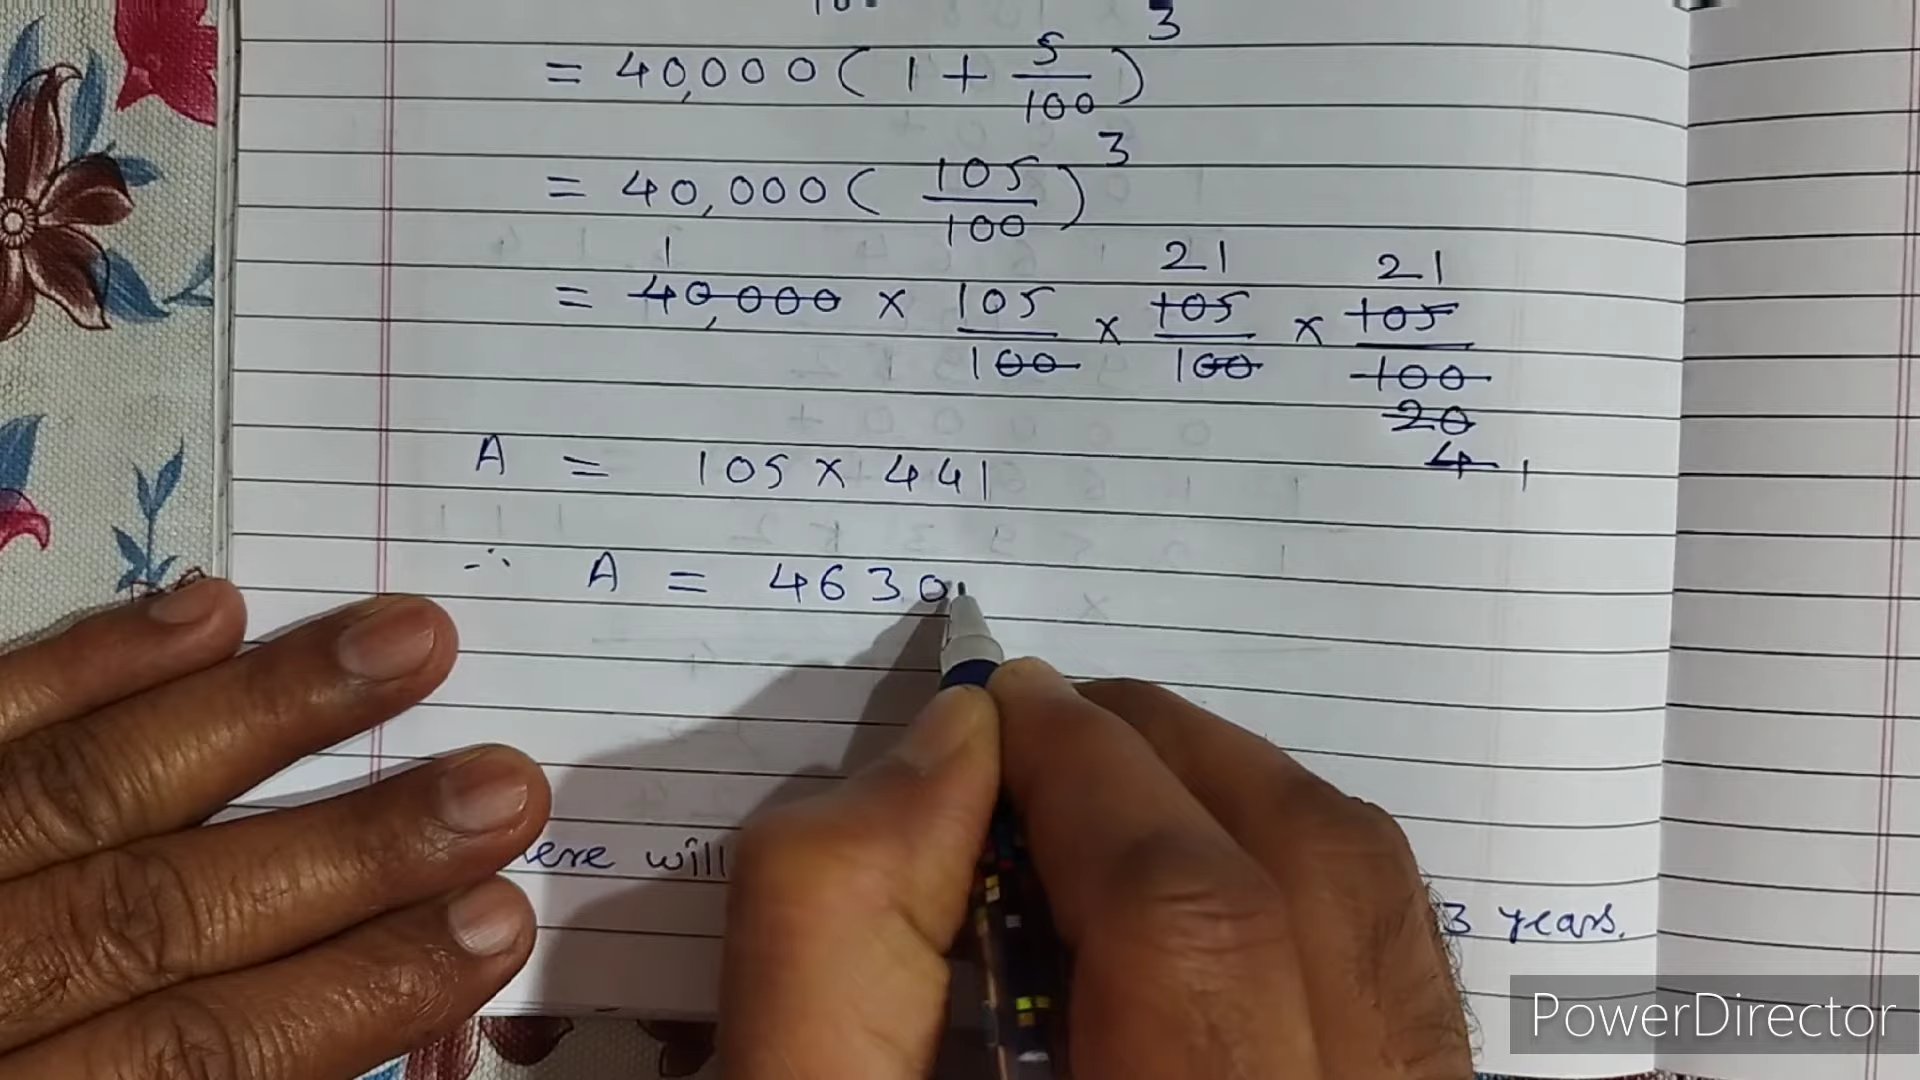 = 40,000 ( 1 + 5/100 )^3
= 40,000 ( 105/100 )^3
1 21 21
= 40,000 × 105/100 × 105/100 × 105/100
20
4 1
A = 105 × 441
∴ A = 4630
ere will
3 years.
PowerDirector